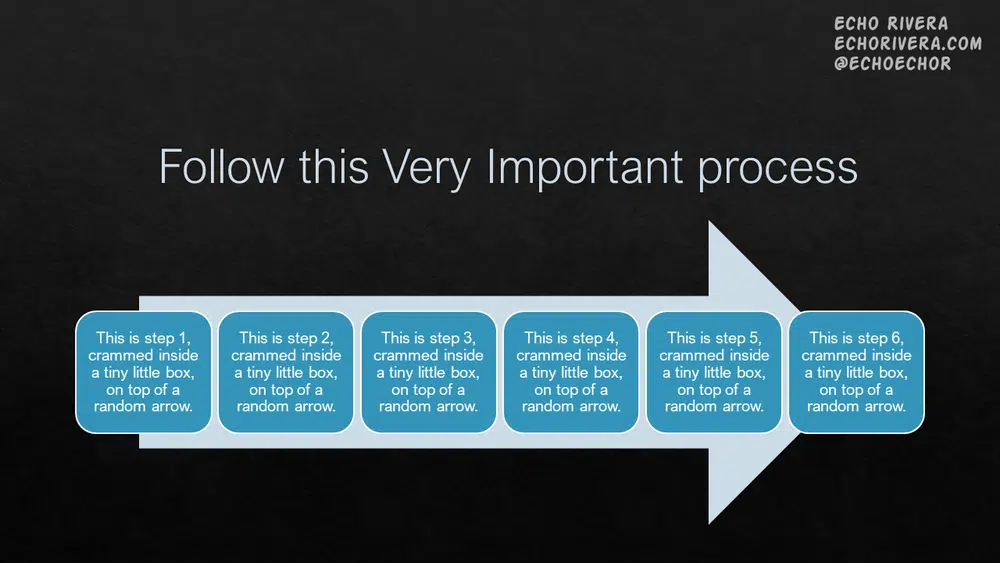 ECHO RIVERA
ECHORIVERA.COM
@ECHOECHOR
Follow this Very Important process
This is step 1,
crammed inside
a tiny little box,
on top of a
random arrow.
This is step 2,
crammed inside
a tiny little box,
on top of a
random arrow.
This is step 3,
crammed inside
a tiny little box,
on top of a
random arrow.
This is step 4,
crammed inside
a tiny little box,
on top of a
random arrow.
This is step 5,
crammed inside
a tiny little box,
on top of a
random arrow.
This is step 6,
crammed inside
a tiny little box,
on top of a
random arrow.